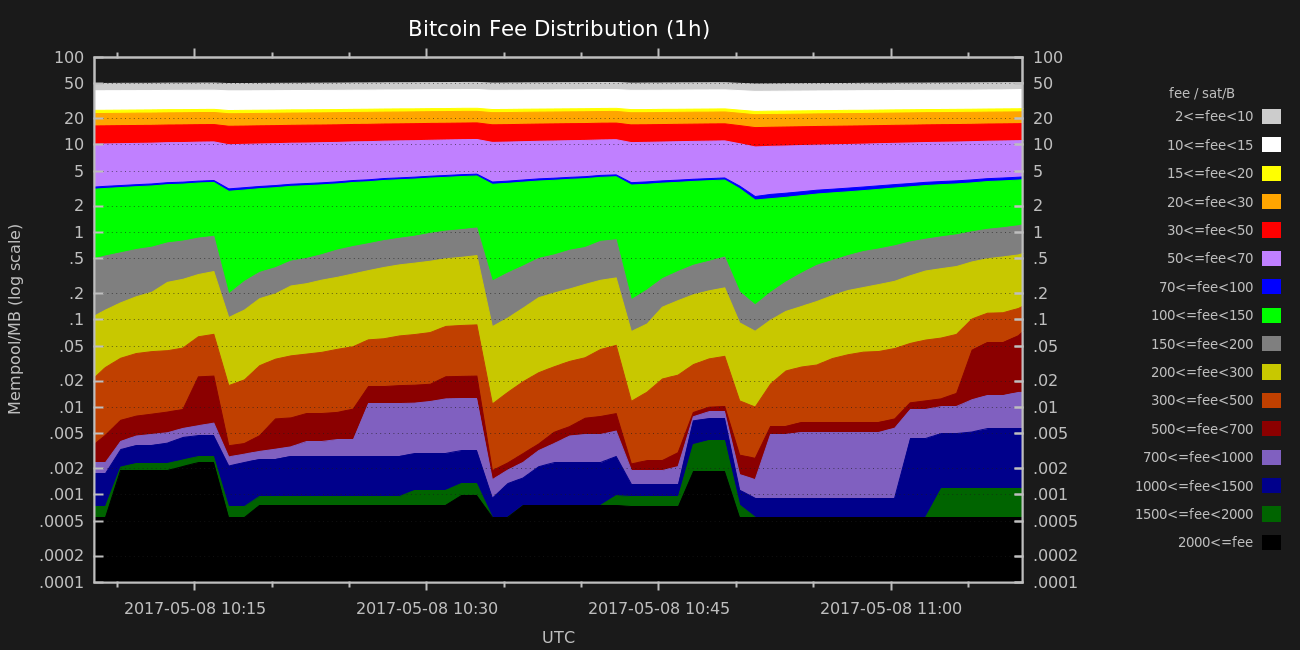 Bitcoin Fee Distribution (1h)
Mempool/MB (log scale)
100
50
20
10
5
2
1
.5
.2
.1
.05
.02
.01
.005
.002
.001
.0005
.0002
.0001
100
50
20
10
5
2
1
.5
.2
.1
.05
.02
.01
.005
.002
.001
.0005
.0002
.0001
fee / sat/B
2<=fee<10
10<=fee<15
15<=fee<20
20<=fee<30
30<=fee<50
50<=fee<70
70<=fee<100
100<=fee<150
150<=fee<200
200<=fee<300
300<=fee<500
500<=fee<700
700<=fee<1000
1000<=fee<1500
1500<=fee<2000
2000<=fee
2017-05-08 10:15 2017-05-08 10:30 2017-05-08 10:45 2017-05-08 11:00
UTC